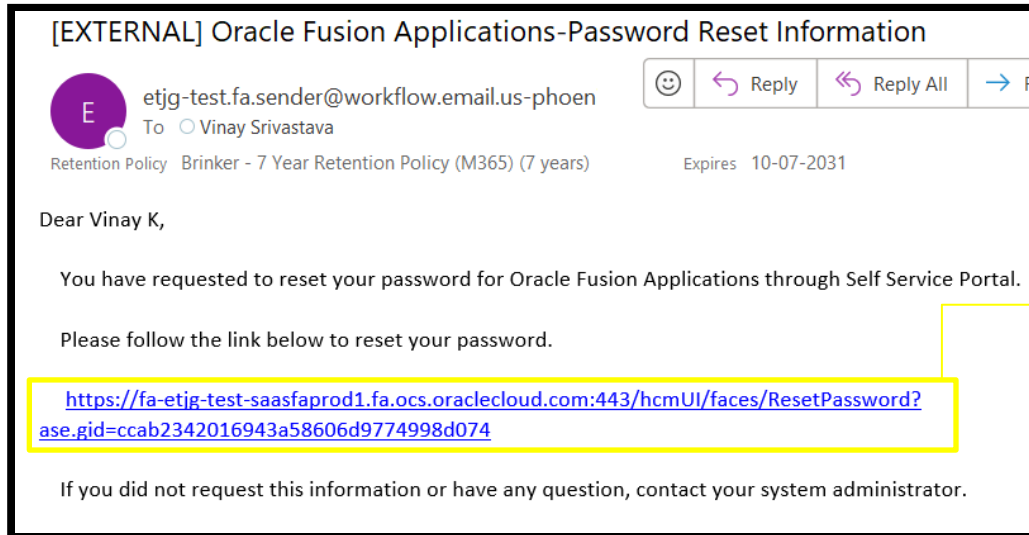 [EXTERNAL] Oracle Fusion Applications-Password Reset Information
E
etjg-test.fa.sender@workflow.email.us-phoen
Reply
Reply All
To Vinay Srivastava
Retention Policy Brinker - 7 Year Retention Policy (M365) (7 years) Expires 10-07-2031
Dear Vinay K,
You have requested to reset your password for Oracle Fusion Applications through Self Service Portal.
Please follow the link below to reset your password.
https://fa-etjg-test-saasfaprod1.fa.ocs.oraclecloud.com:443/hcmUI/faces/ResetPassword?
ase.gid=ccab2342016943a58606d9774998d074
If you did not request this information or have any question, contact your system administrator.